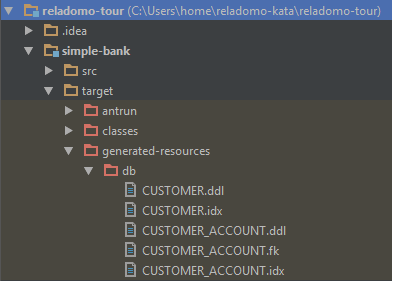 reladomo-tour (C:\Users\home\reladomo-kata\reladomo-tour)
.idea
simple-bank
src
target
antrun
classes
generated-resources
db
CUSTOMER.ddl
CUSTOMER.idx
CUSTOMER_ACCOUNT.ddl
CUSTOMER_ACCOUNT.fk
CUSTOMER_ACCOUNT.idx